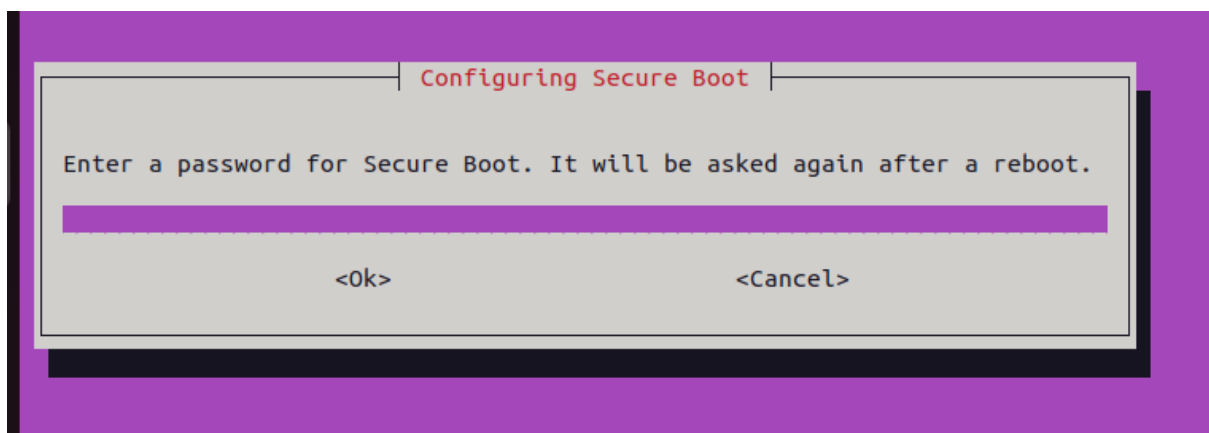 Configuring Secure Boot
Enter a password for Secure Boot. It will be asked again after a reboot.
<Ok> <Cancel>